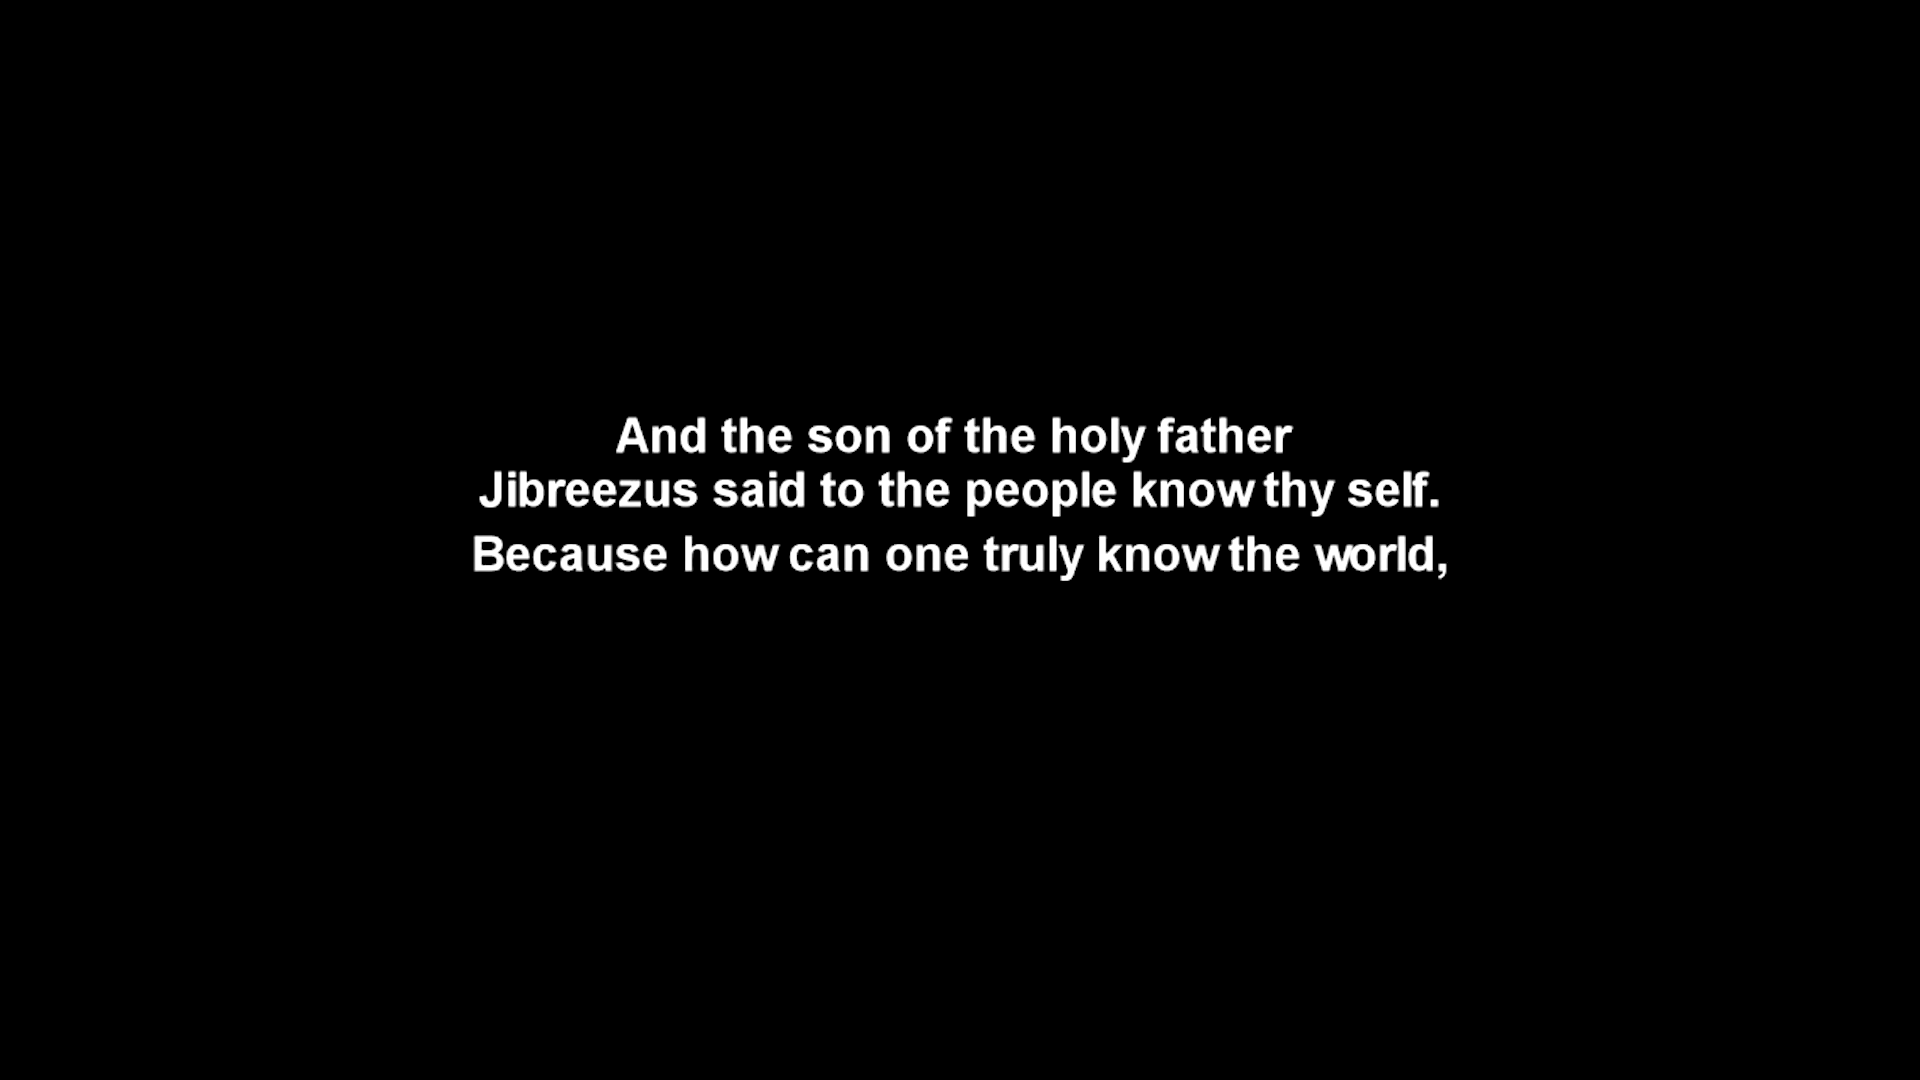 And the son of the holy father
Jibreezus said to the people know thy self.
Because how can one truly know the world,